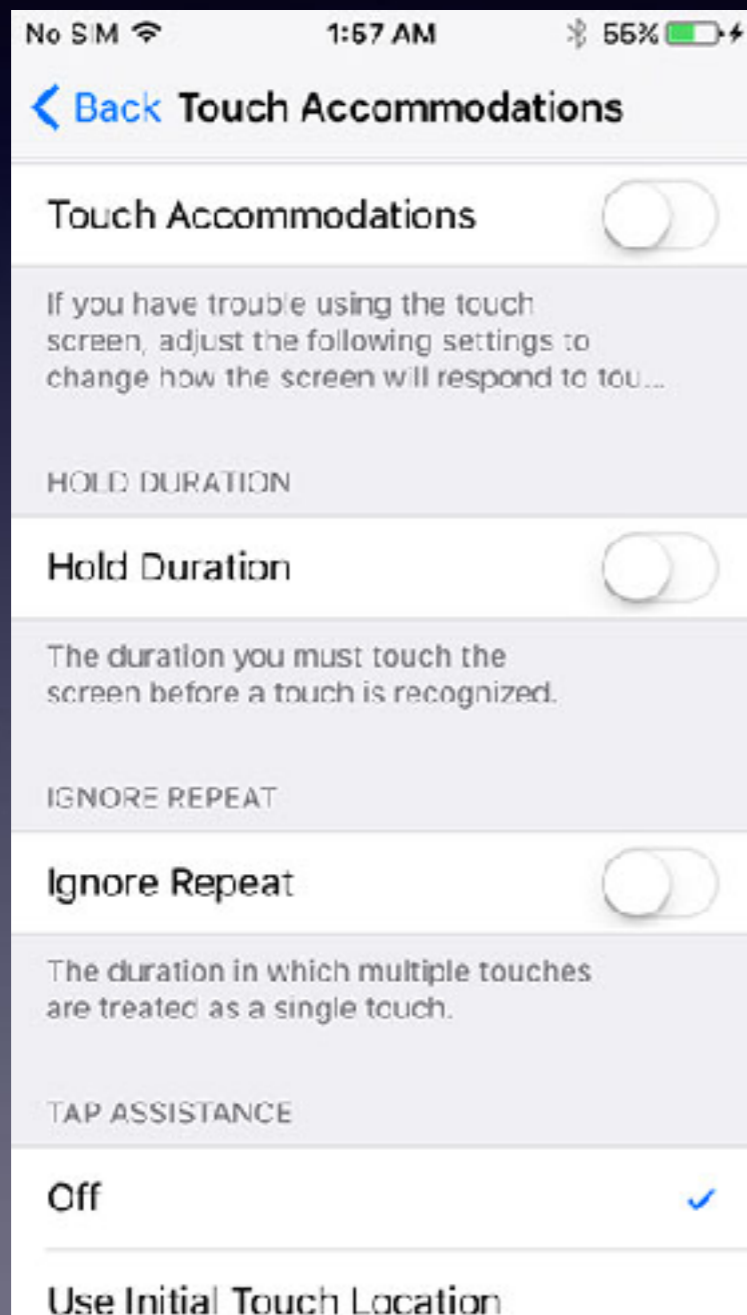 No SIM 1:57 AM 55%
Back Touch Accommodations
Touch Accommodations
If you have trouble using the touch
screen, adjust the following settings to
change how the screen will respond to tou...
HOLD DURATION
Hold Duration
The duration you must touch the
screen before a touch is recognized.
IGNORE REPEAT
Ignore Repeat
The duration in which multiple touches
are treated as a single touch.
TAP ASSISTANCE
Off
Use Initial Touch Location